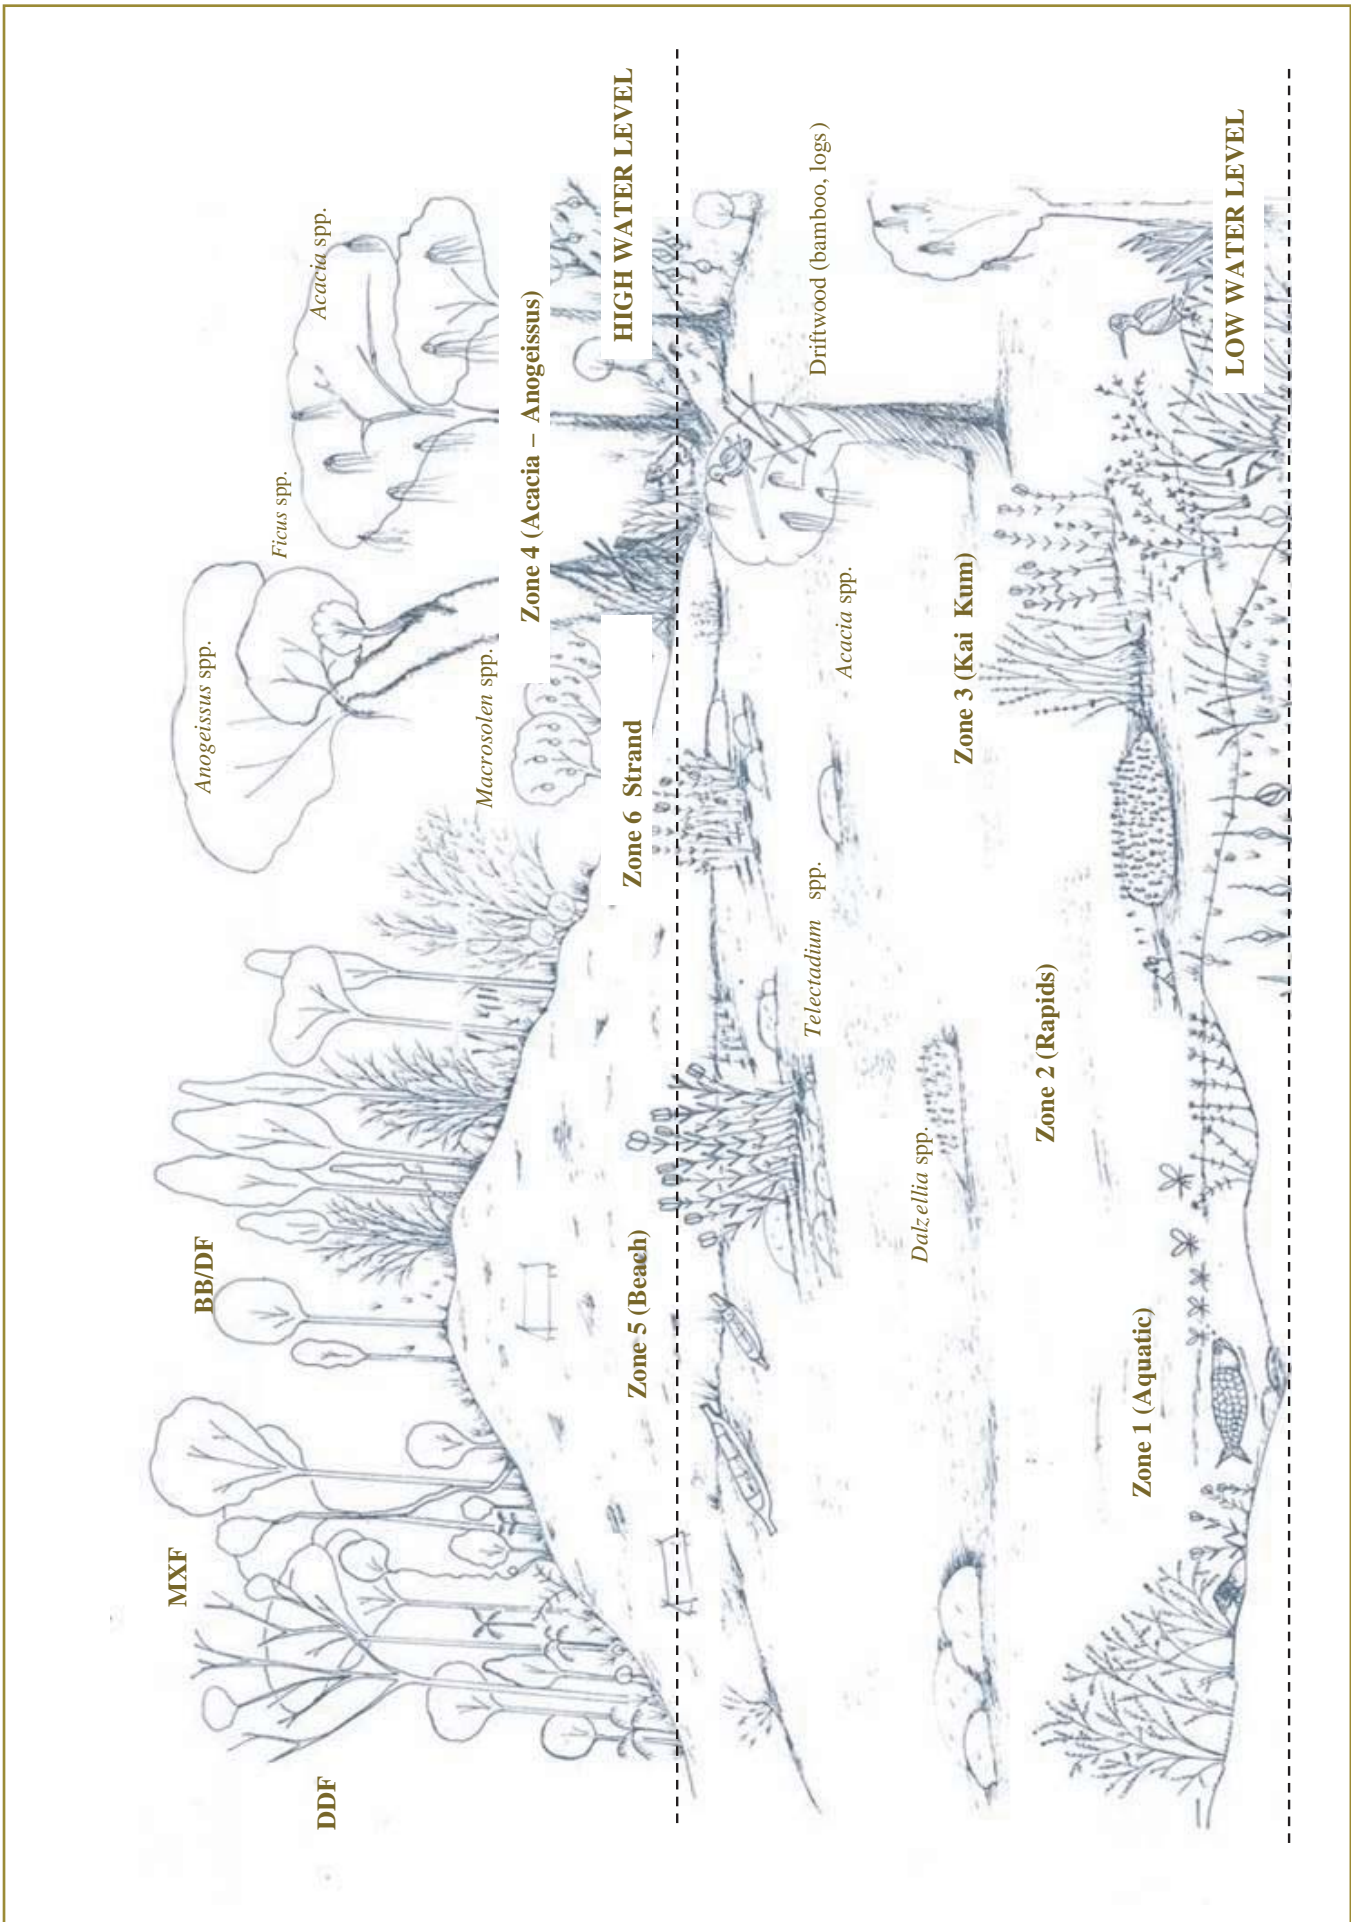 MXF
BB/DF
Anogeissus spp.
DDF
Ficus spp.
Acacia spp.
Macrosolen spp.
Zone 4 (Acacia – Anogeissus)
Zone 5 (Beach)
Zone 6 Strand
HIGH WATER LEVEL
Telectadium spp.
Acacia spp.
Driftwood (bamboo, logs)
Dalzellia spp.
Zone 3 (Kai Kum)
Zone 2 (Rapids)
Zone 1 (Aquatic)
LOW WATER LEVEL